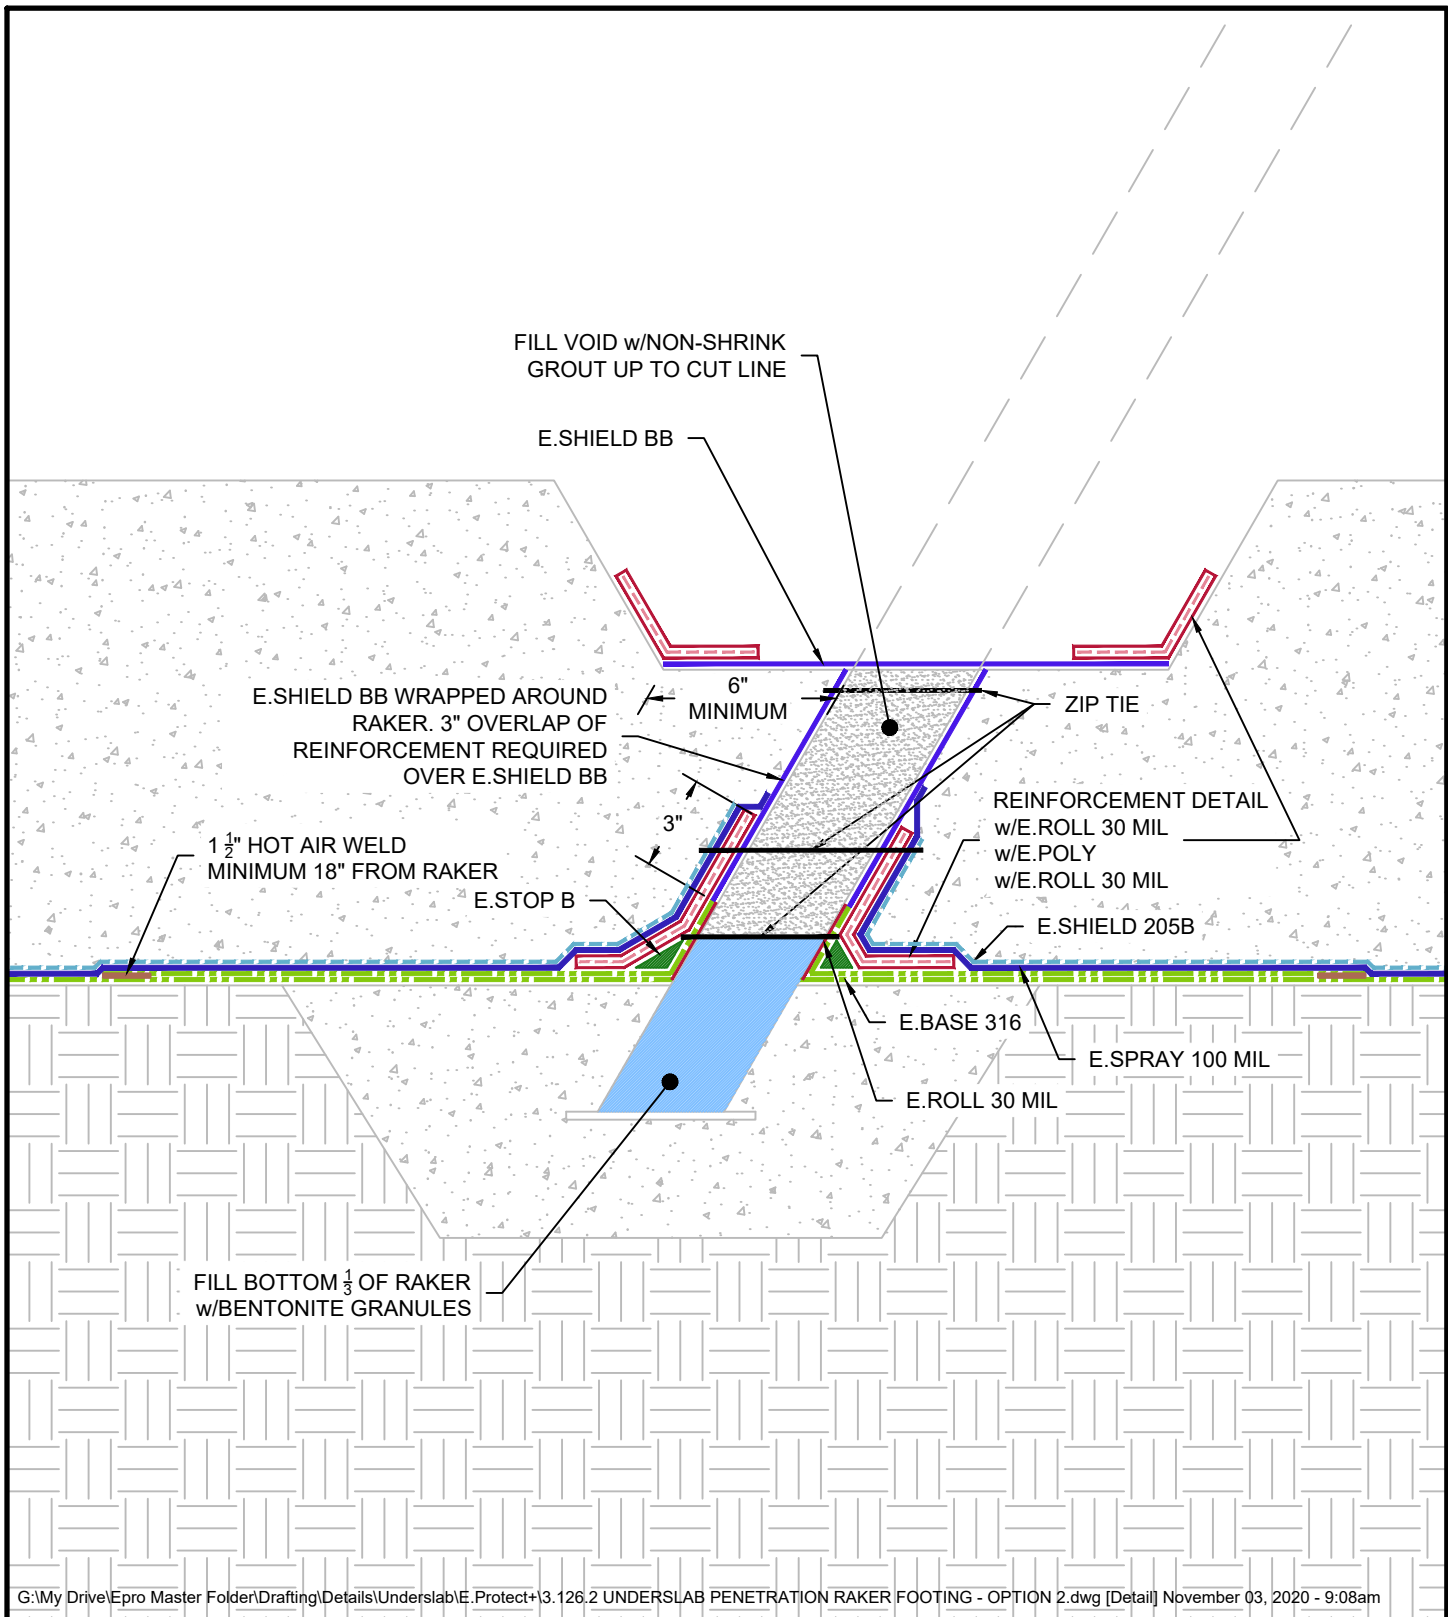 FILL VOID w/NON-SHRINK
GROUT UP TO CUT LINE
E.SHIELD BB
E.SHIELD BB WRAPPED AROUND
RAKER. 3" OVERLAP OF
REINFORCEMENT REQUIRED
OVER E.SHIELD BB
6"
MINIMUM
ZIP TIE
3"
REINFORCEMENT DETAIL
w/E.ROLL 30 MIL
w/E.POLY
w/E.ROLL 30 MIL
1 1/2" HOT AIR WELD
MINIMUM 18" FROM RAKER
E.STOP B
E.SHIELD 205B
E.BASE 316
E.SPRAY 100 MIL
E.ROLL 30 MIL
FILL BOTTOM 1/3 OF RAKER
w/BENTONITE GRANULES
G:\My Drive\Epro Master Folder\Drafting\Details\Underslab\E.Protect+\3.126.2 UNDERSLAB PENETRATION RAKER FOOTING - OPTION 2.dwg [Detail] November 03, 2020 - 9:08am